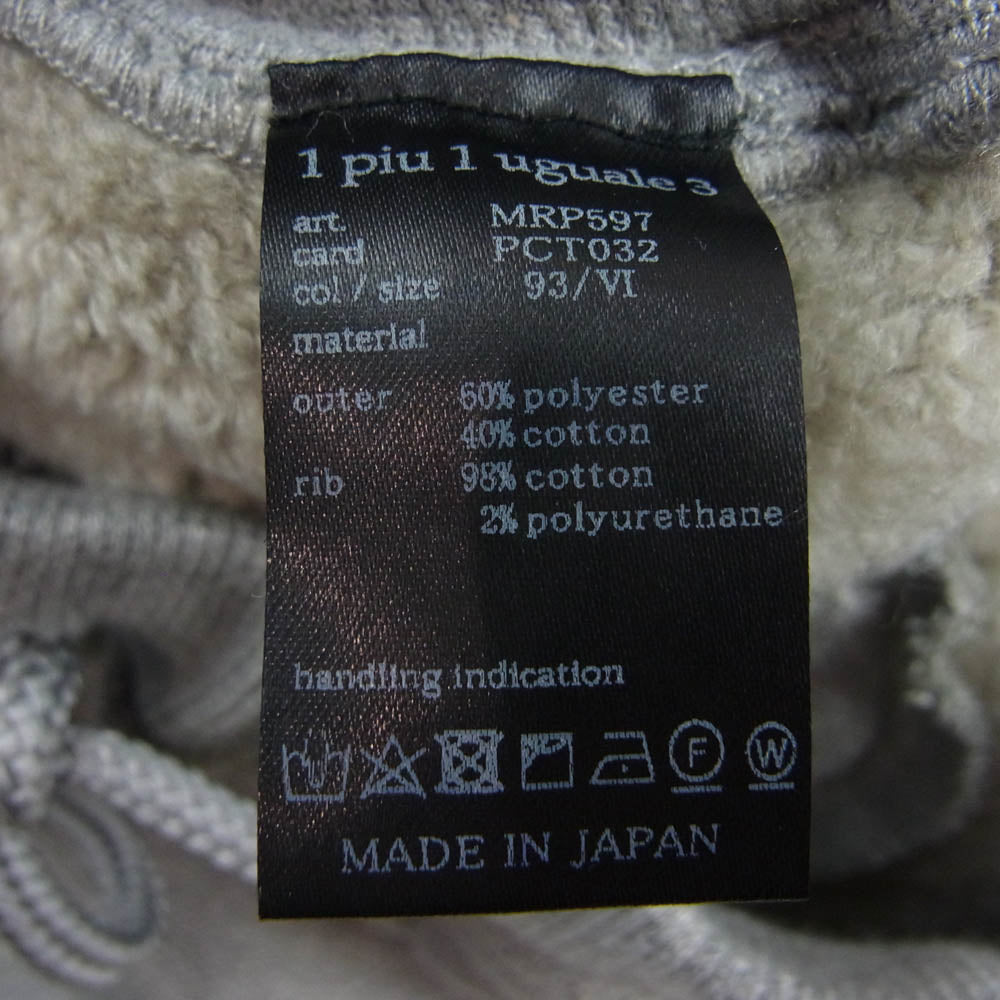 1 piu 1 uguale 3
art. MRP597
card PCT032
col / size 93/VI
material
outer 60% polyester
40% cotton
rib 98% cotton
2% polyurethane
handling indication
F W
MADE IN JAPAN